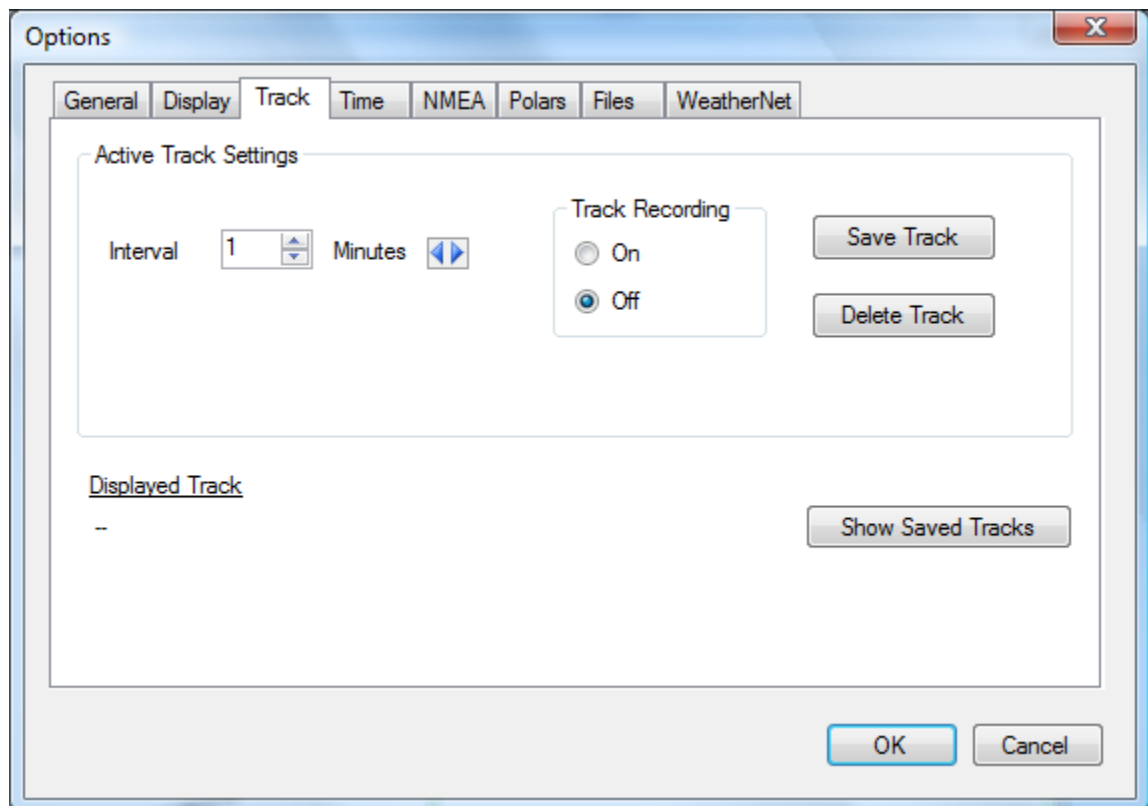 Options
General Display Track Time NMEA Polars Files WeatherNet
Active Track Settings
Track Recording
Interval 1 Minutes
On
Off
Save Track
Delete Track
Displayed Track
--
Show Saved Tracks
OK Cancel